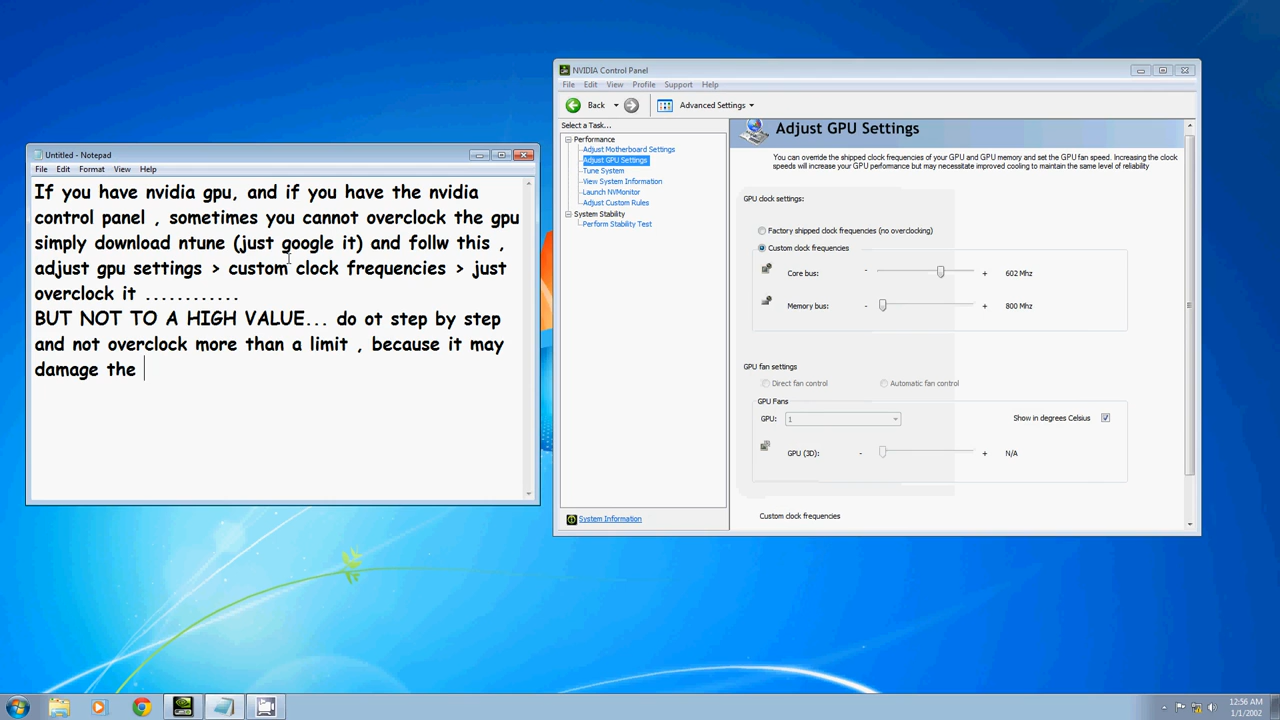 Untitled - Notepad
File Edit Format View Help
If you have nvidia gpu, and if you have the nvidia
control panel , sometimes you cannot overclock the gpu
simply download ntune (just google it) and follw this ,
adjust gpu settings > custom clock frequencies > just
overclock it ............
BUT NOT TO A HIGH VALUE... do ot step by step
and not overclock more than a limit , because it may
damage the
NVIDIA Control Panel
File Edit View Profile Support Help
Back Advanced Settings
Select a Task...
Performance
Adjust Motherboard Settings
Adjust GPU Settings
Tune System
View System Information
Launch NVMonitor
Adjust Custom Rules
System Stability
Perform Stability Test
System Information
Adjust GPU Settings
You can override the shipped clock frequencies of your GPU and GPU memory and set the GPU fan speed. Increasing the clock
speeds will increase your GPU performance but may necessitate improved cooling to maintain the same level of reliability
GPU clock settings:
Factory shipped clock frequencies (no overclocking)
Custom clock frequencies
Core bus: - + 602 Mhz
Memory bus: - + 800 Mhz
GPU fan settings
Direct fan control Automatic fan control
GPU Fans
GPU: 1 Show in degrees Celsius
GPU (3D): - + N/A
Custom clock frequencies
12:56 AM
1/1/2002